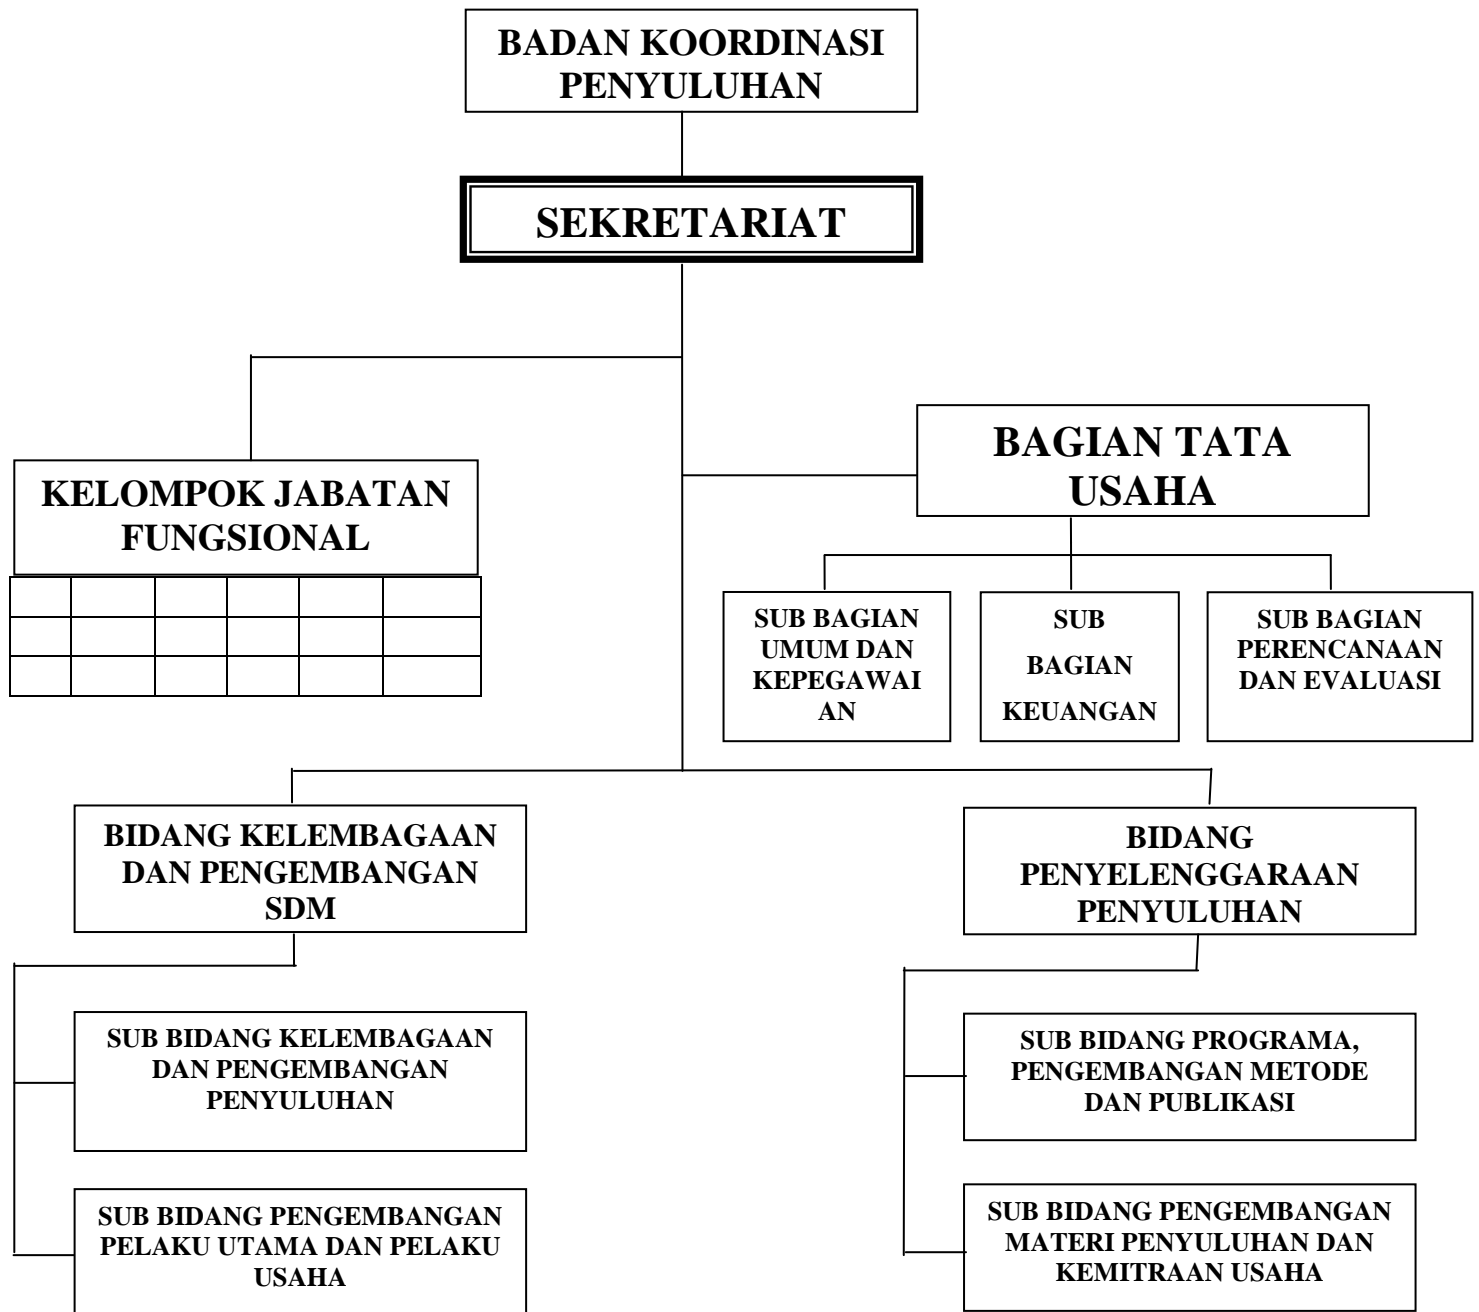 BADAN KOORDINASI
PENYULUHAN
SEKRETARIAT
BAGIAN TATA
USAHA
KELOMPOK JABATAN
FUNGSIONAL
SUB BAGIAN
UMUM DAN
KEPEGAWAI
AN
SUB
BAGIAN
KEUANGAN
SUB BAGIAN
PERENCANAAN
DAN EVALUASI
BIDANG KELEMBAGAAN
DAN PENGEMBANGAN
SDM
BIDANG
PENYELENGGARAAN
PENYULUHAN
SUB BIDANG KELEMBAGAAN
DAN PENGEMBANGAN
PENYULUHAN
SUB BIDANG PROGRAMA,
PENGEMBANGAN METODE
DAN PUBLIKASI
SUB BIDANG PENGEMBANGAN
PELAKU UTAMA DAN PELAKU
USAHA
SUB BIDANG PENGEMBANGAN
MATERI PENYULUHAN DAN
KEMITRAAN USAHA